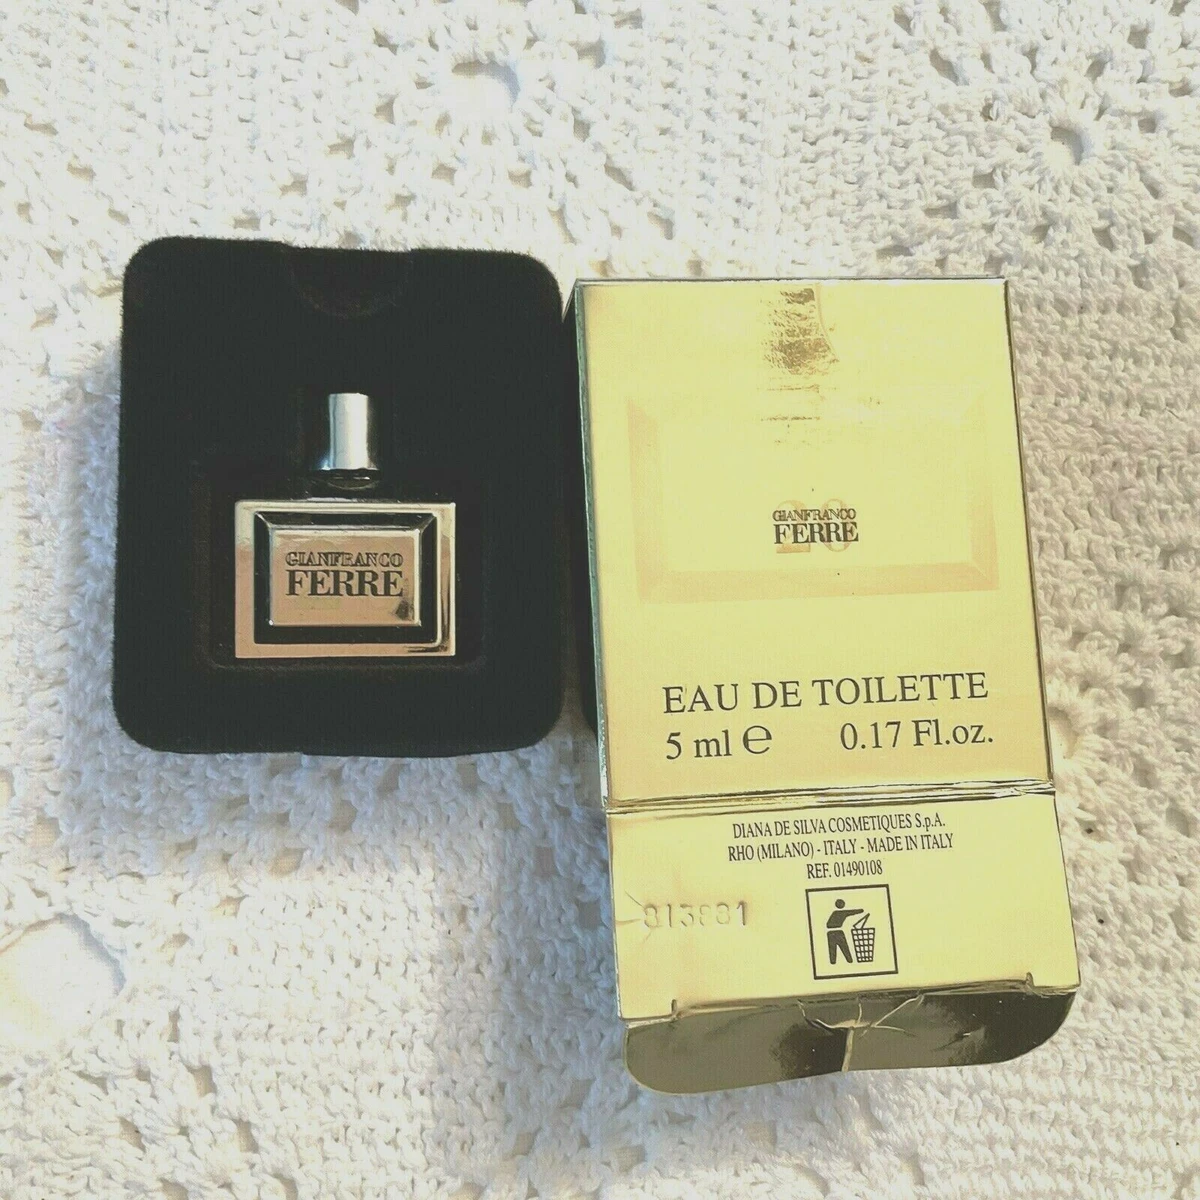 GIANFRANCO
FERRE
GIANFRANCO
FERRE
20
EAU DE TOILETTE
5 ml ℮ 0.17 Fl.oz.
DIANA DE SILVA COSMETIQUES S.p.A.
RHO (MILANO) - ITALY - MADE IN ITALY
REF. 01490108